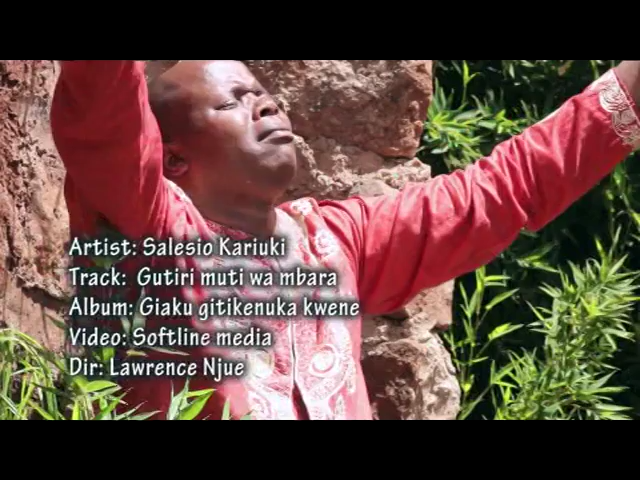 Artist: Salesio Kariuki
Track: Gutiri muti wa mbara
Album: Giaku gitikenuka kwene
Video: Softline media
Dir: Lawrence Njue